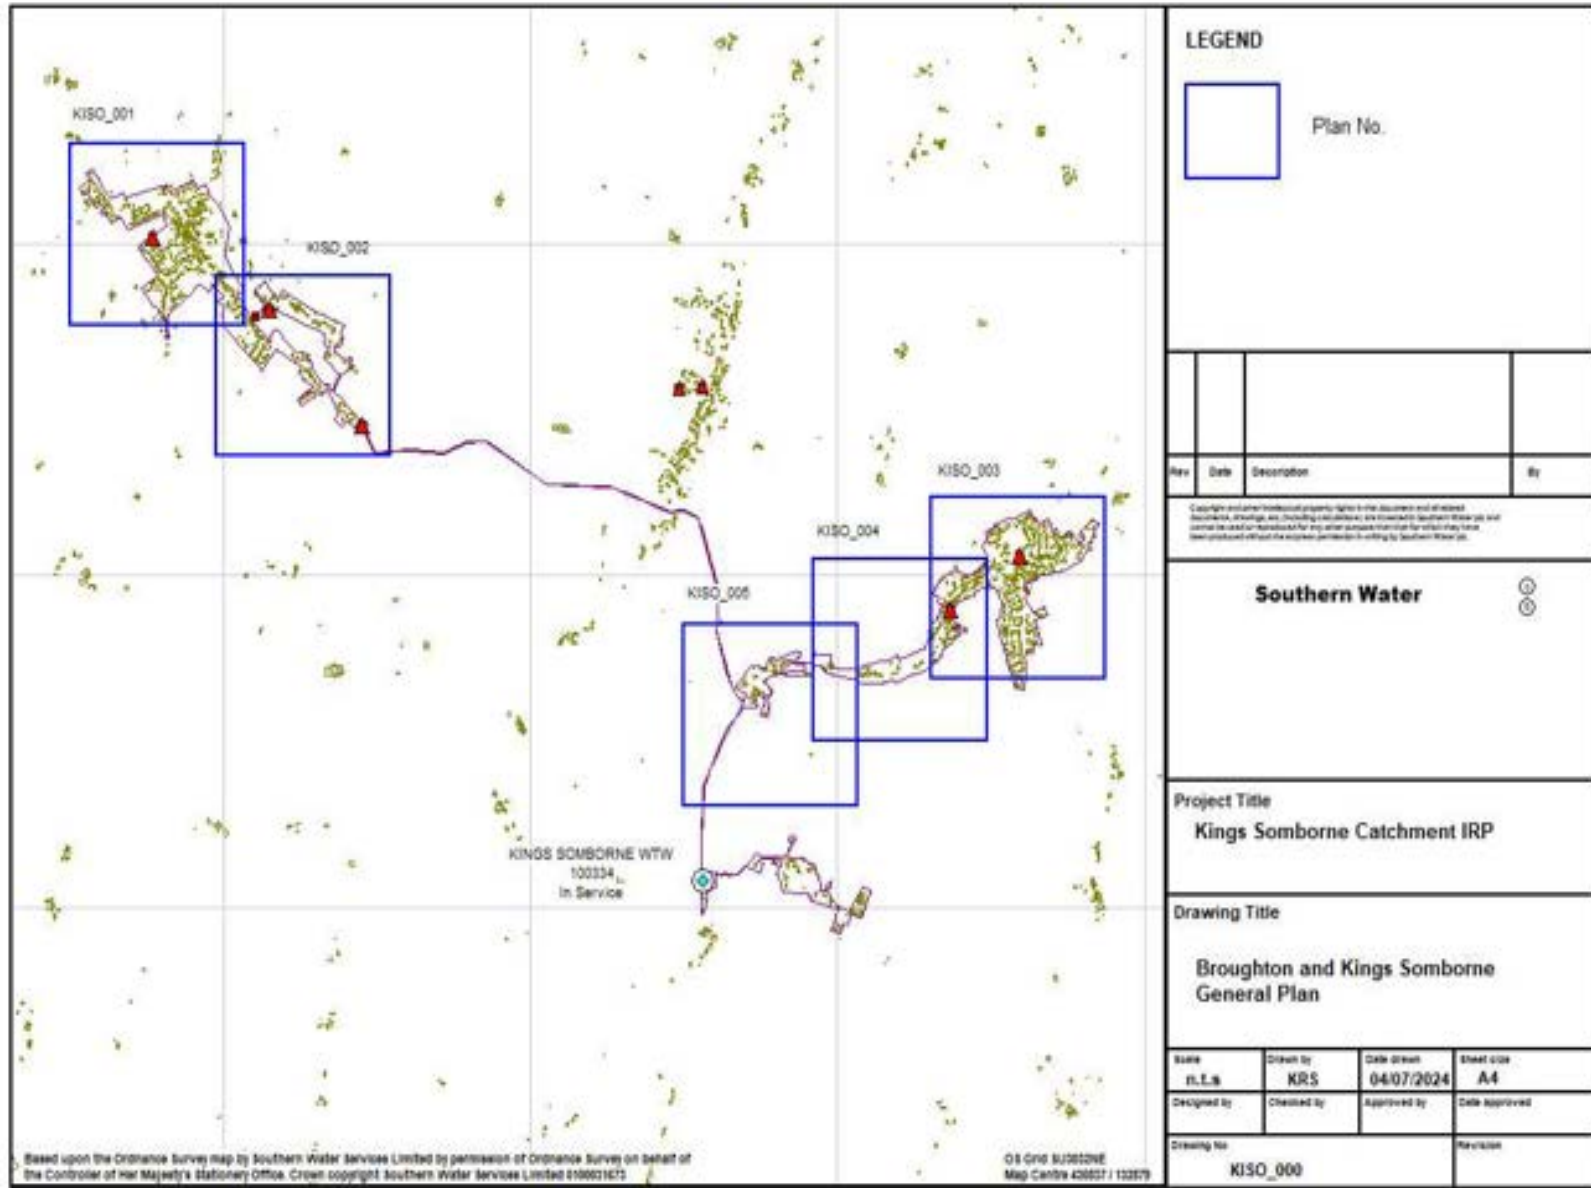 KISO_001
KISO_002
KISO_003
KISO_004
KISO_005
KINGS SOMBORNE WTW
100334
In Service
Based upon the Ordnance Survey map by Southern Water Services Limited by permission of Ordnance Survey on behalf of
the Controller of Her Majesty's Stationery Office. Crown copyright Southern Water Services Limited
OS Grid
Map Centre
LEGEND
Plan No.
Rev Date Description By
Southern Water
Project Title
Kings Somborne Catchment IRP
Drawing Title
Broughton and Kings Somborne
General Plan
Scale Drawn by Date drawn Sheet size
n.t.s KRS 04/07/2024 A4
Designed by Checked by Approved by Date approved
Drawing No Revision
KISO_000